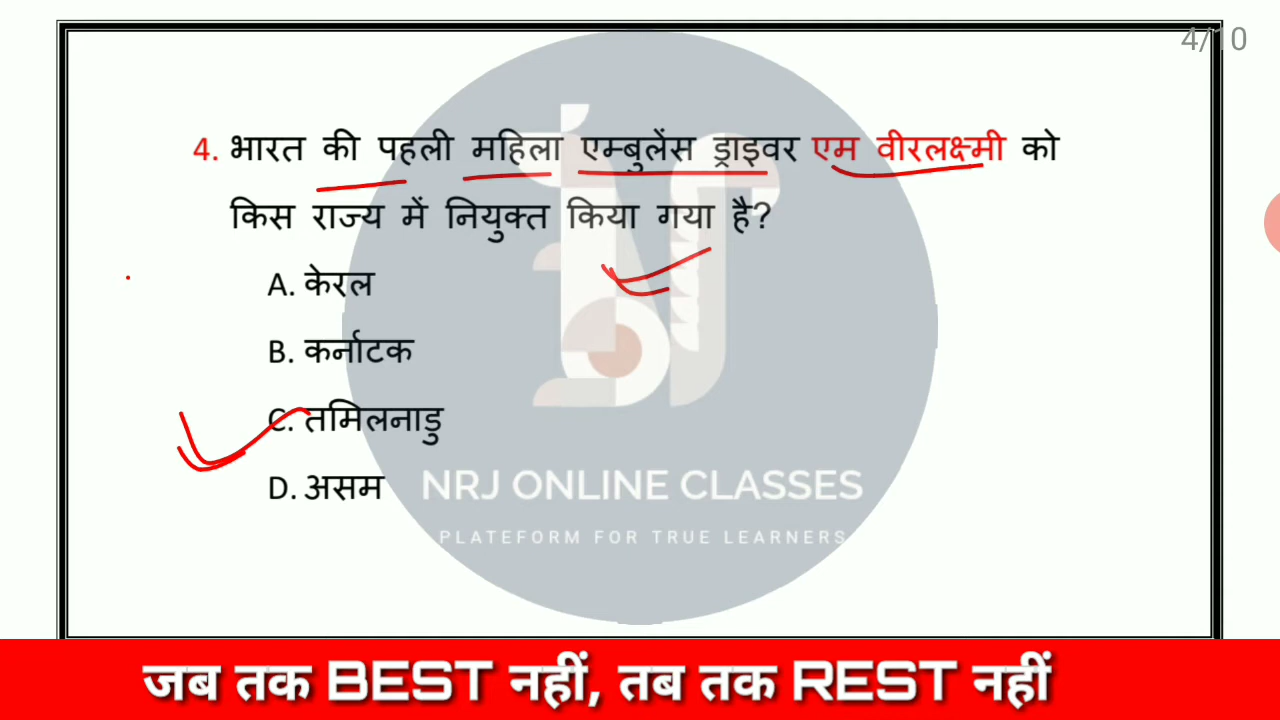 4/10
4. भारत की पहली महिला एम्बुलेंस ड्राइवर एम वीरलक्ष्मी को
किस राज्य में नियुक्त किया गया है?
A. केरल
B. कर्नाटक
C. तमिलनाडु
D. असम
NRJ ONLINE CLASSES
PLATEFORM FOR TRUE LEARNERS
जब तक BEST नहीं, तब तक REST नहीं